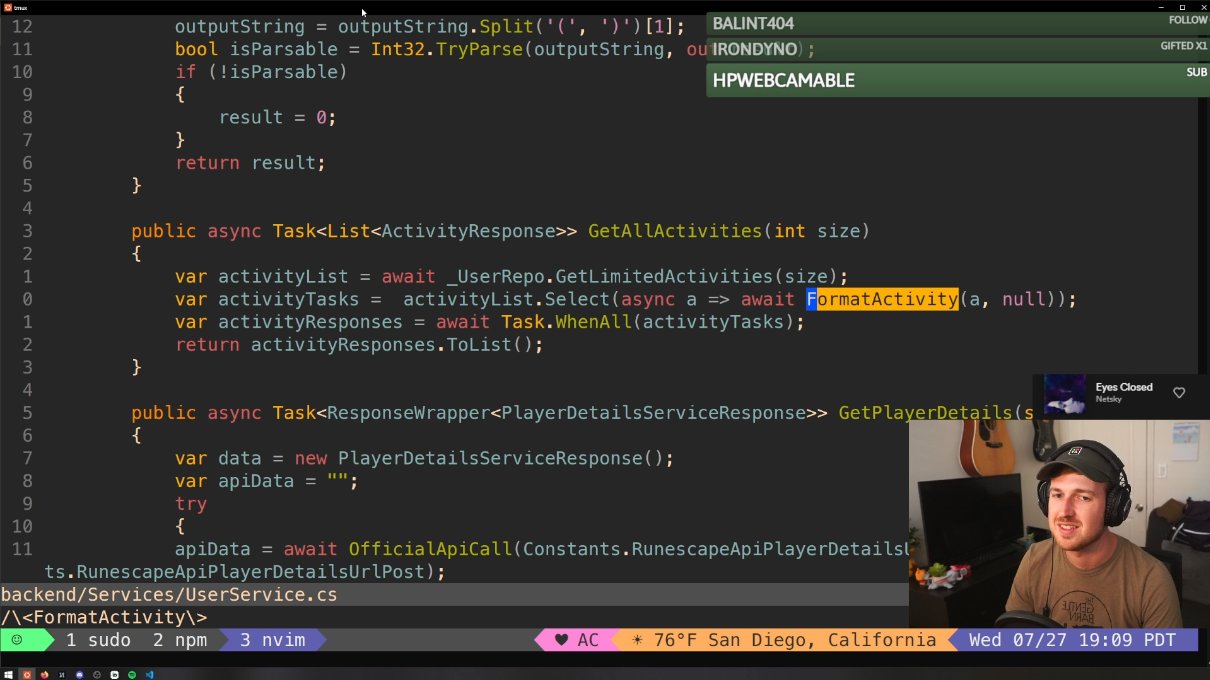 tmux
12 outputString = outputString.Split('(', ')')[1];
11 bool isParsable = Int32.TryParse(outputString, ou );
10 if (!isParsable)
9 {
8 result = 0;
7 }
6 return result;
5 }
4
3 public async Task<List<ActivityResponse>> GetAllActivities(int size)
2 {
1 var activityList = await _UserRepo.GetLimitedActivities(size);
0 var activityTasks =  activityList.Select(async a => await FormatActivity(a, null));
1 var activityResponses = await Task.WhenAll(activityTasks);
2 return activityResponses.ToList();
3 }
4
5 public async Task<ResponseWrapper<PlayerDetailsServiceResponse>> GetPlayerDetails(s
6 {
7 var data = new PlayerDetailsServiceResponse();
8 var apiData = "";
9 try
10 {
11 apiData = await OfficialApiCall(Constants.RunescapeApiPlayerDetailsU
ts.RunescapeApiPlayerDetailsUrlPost);
backend/Services/UserService.cs
/\<FormatActivity\>
1 sudo 2 npm 3 nvim ♥ AC ☀ 76°F San Diego, California Wed 07/27 19:09 PDT
BALINT404 FOLLOW
IRONDYNO GIFTED X1
HPWEBCAMABLE SUB
Eyes Closed
Netsky
THE
GENTLE
BARN